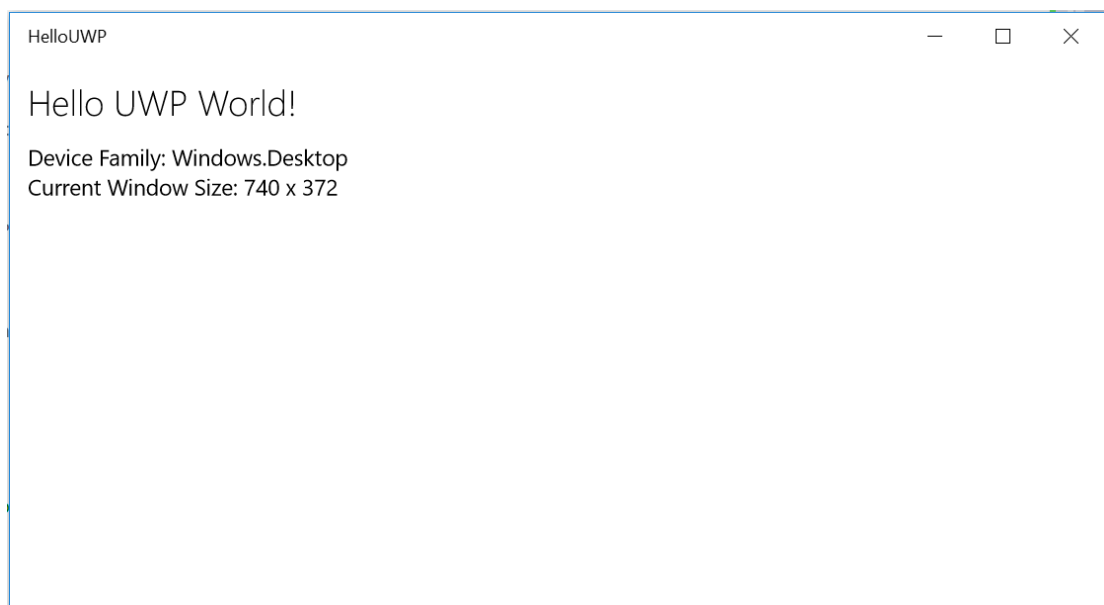 HelloUWP
Hello UWP World!
Device Family: Windows.Desktop
Current Window Size: 740 x 372